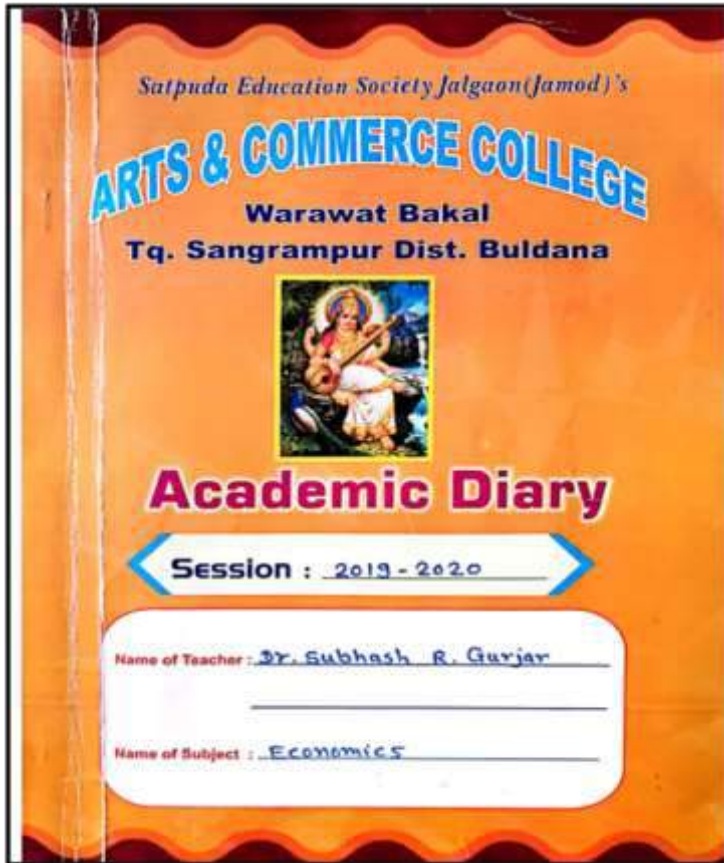 Satpuda Education Society Jalgaon(Jamod)'s
ARTS & COMMERCE COLLEGE
Warawat Bakal
Tq. Sangrampur Dist. Buldana
Academic Diary
Session : 2019-2020
Name of Teacher : Dr. Subhash R. Gurjar
Name of Subject : Economics